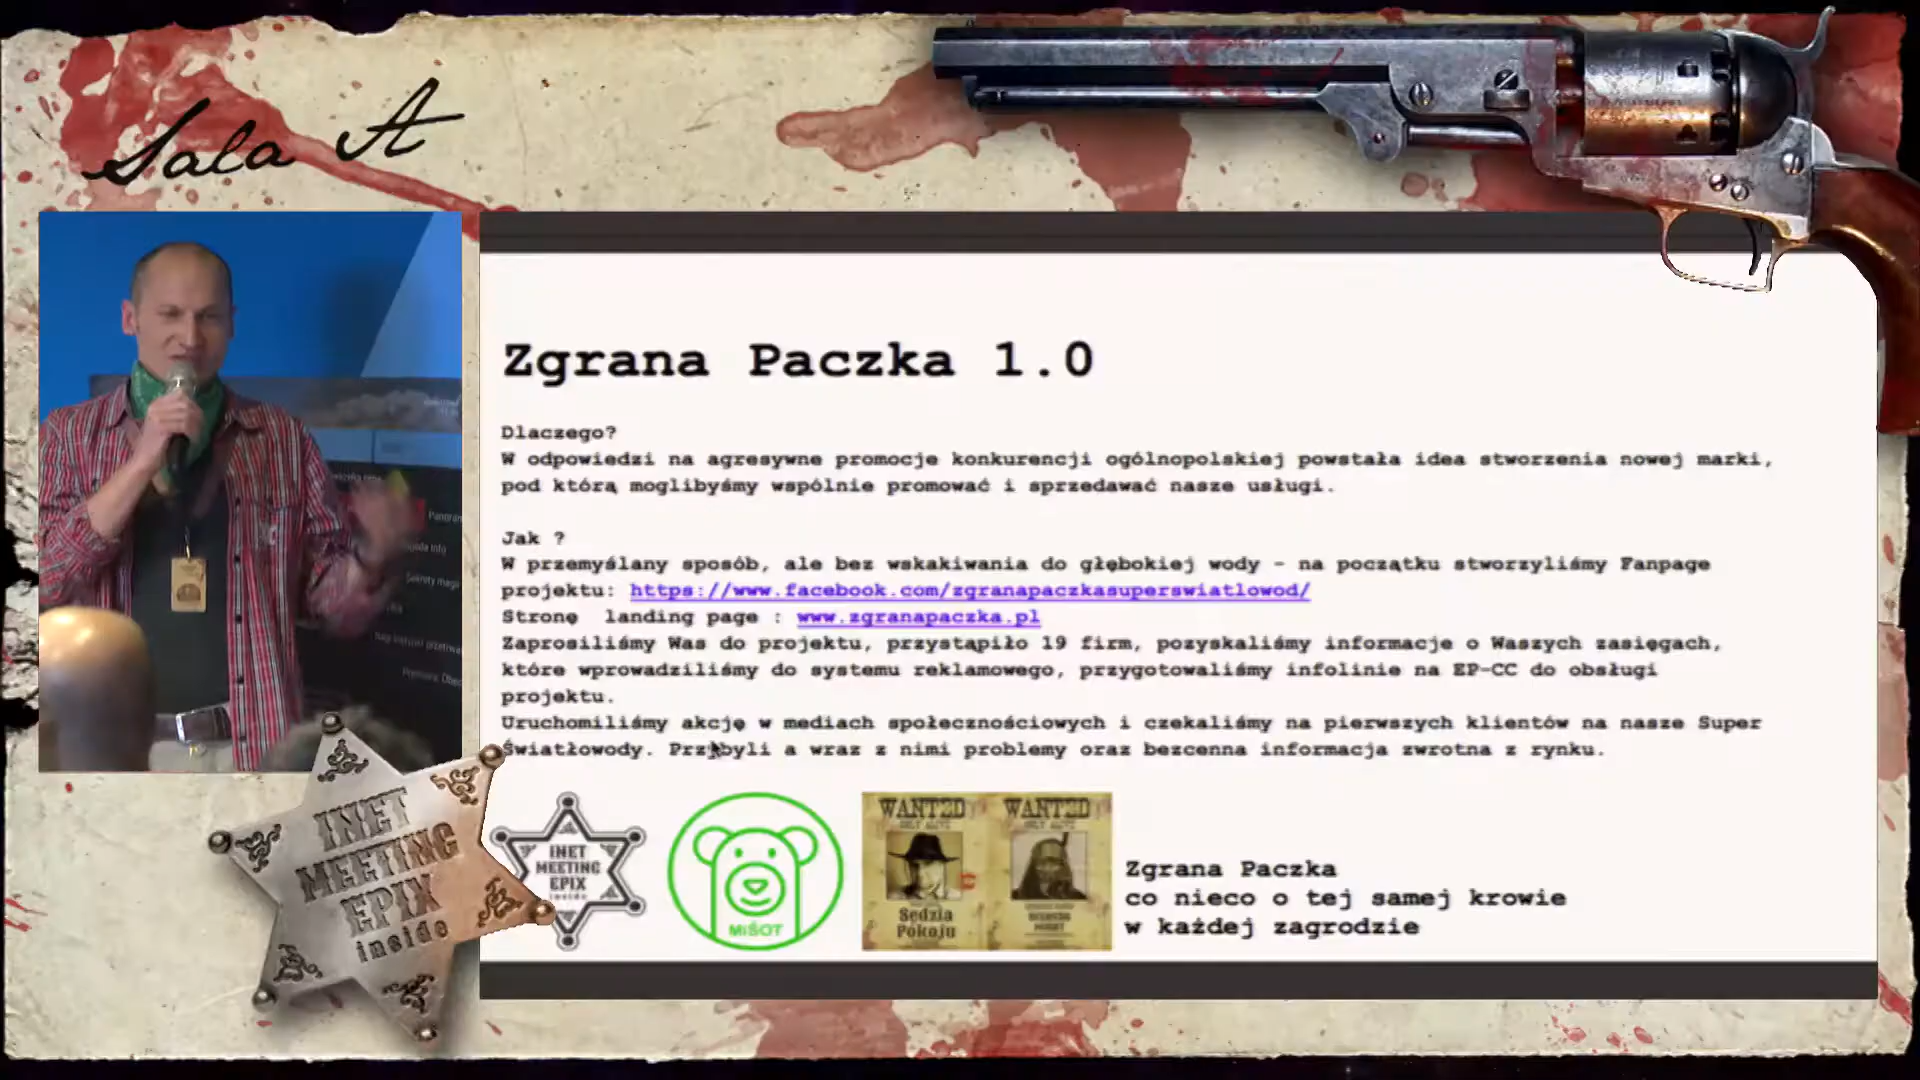 Sala A
Zgrana Paczka 1.0
Dlaczego?
W odpowiedzi na agresywne promocje konkurencji ogólnopolskiej powstała idea stworzenia nowej marki,
pod którą moglibyśmy wspólnie promować i sprzedawać nasze usługi.
Jak ?
W przemyślany sposób, ale bez wskakiwania do głębokiej wody - na początku stworzyliśmy Fanpage
projektu: https://www.facebook.com/zgranapaczkasuperswiatlowod/
Stronę landing page : www.zgranapaczka.pl
Zaprosiliśmy Was do projektu, przystąpiło 19 firm, pozyskaliśmy informacje o Waszych zasięgach,
które wprowadziliśmy do systemu reklamowego, przygotowaliśmy infolinie na EP-CC do obsługi
projektu.
Uruchomiliśmy akcję w mediach społecznościowych i czekaliśmy na pierwszych klientów na nasze Super
Światłowody. Przybyli a wraz z nimi problemy oraz bezcenna informacja zwrotna z rynku.
INET
MEETING
EPIX
inside
INET
MEETING
EPIX
inside
MiŚOT
WANTED
WANTED
Sędzia
Pokoju
Zgrana Paczka
co nieco o tej samej krowie
w każdej zagrodzie